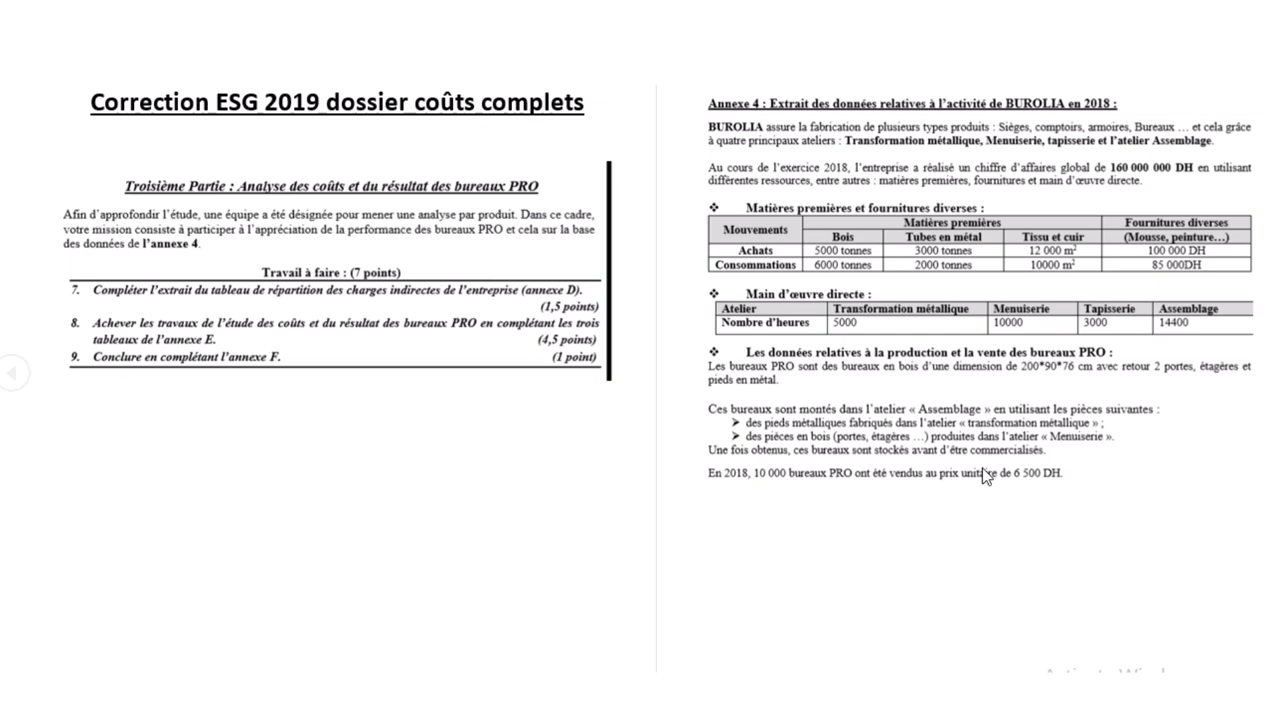 Correction ESG 2019 dossier coûts complets
Troisième Partie : Analyse des coûts et du résultat des bureaux PRO
Afin d'approfondir l'étude, une équipe a été désignée pour mener une analyse par produit. Dans ce cadre,
votre mission consiste à participer à l'appréciation de la performance des bureaux PRO et cela sur la base
des données de l'annexe 4.
Travail à faire : (7 points)
7. Compléter l'extrait du tableau de répartition des charges indirectes de l'entreprise (annexe D).
(1,5 points)
8. Achever les travaux de l'étude des coûts et du résultat des bureaux PRO en complétant les trois
tableaux de l'annexe E. (4,5 points)
9. Conclure en complétant l'annexe F. (1 point)
Annexe 4 : Extrait des données relatives à l'activité de BUROLIA en 2018 :
BUROLIA assure la fabrication de plusieurs types produits : Sièges, comptoirs, armoires, Bureaux … et cela grâce
à quatre principaux ateliers : Transformation métallique, Menuiserie, tapisserie et l'atelier Assemblage.
Au cours de l'exercice 2018, l'entreprise a réalisé un chiffre d'affaires global de 160 000 000 DH en utilisant
différentes ressources, entre autres : matières premières, fournitures et main d'œuvre directe.
❖ Matières premières et fournitures diverses :
Mouvements Matières premières Fournitures diverses
Bois Tubes en métal Tissu et cuir (Mousse, peinture…)
Achats 5000 tonnes 3000 tonnes 12 000 m² 100 000 DH
Consommations 6000 tonnes 2000 tonnes 10000 m² 85 000DH
❖ Main d'œuvre directe :
Atelier Transformation métallique Menuiserie Tapisserie Assemblage
Nombre d'heures 5000 10000 3000 14400
❖ Les données relatives à la production et la vente des bureaux PRO :
Les bureaux PRO sont des bureaux en bois d'une dimension de 200*90*76 cm avec retour 2 portes, étagères et
pieds en métal.
Ces bureaux sont montés dans l'atelier « Assemblage » en utilisant les pièces suivantes :
➤ des pieds métalliques fabriqués dans l'atelier « transformation métallique » ;
➤ des pièces en bois (portes, étagères …) produites dans l'atelier « Menuiserie ».
Une fois obtenus, ces bureaux sont stockés avant d'être commercialisés.
En 2018, 10 000 bureaux PRO ont été vendus au prix unitaire de 6 500 DH.